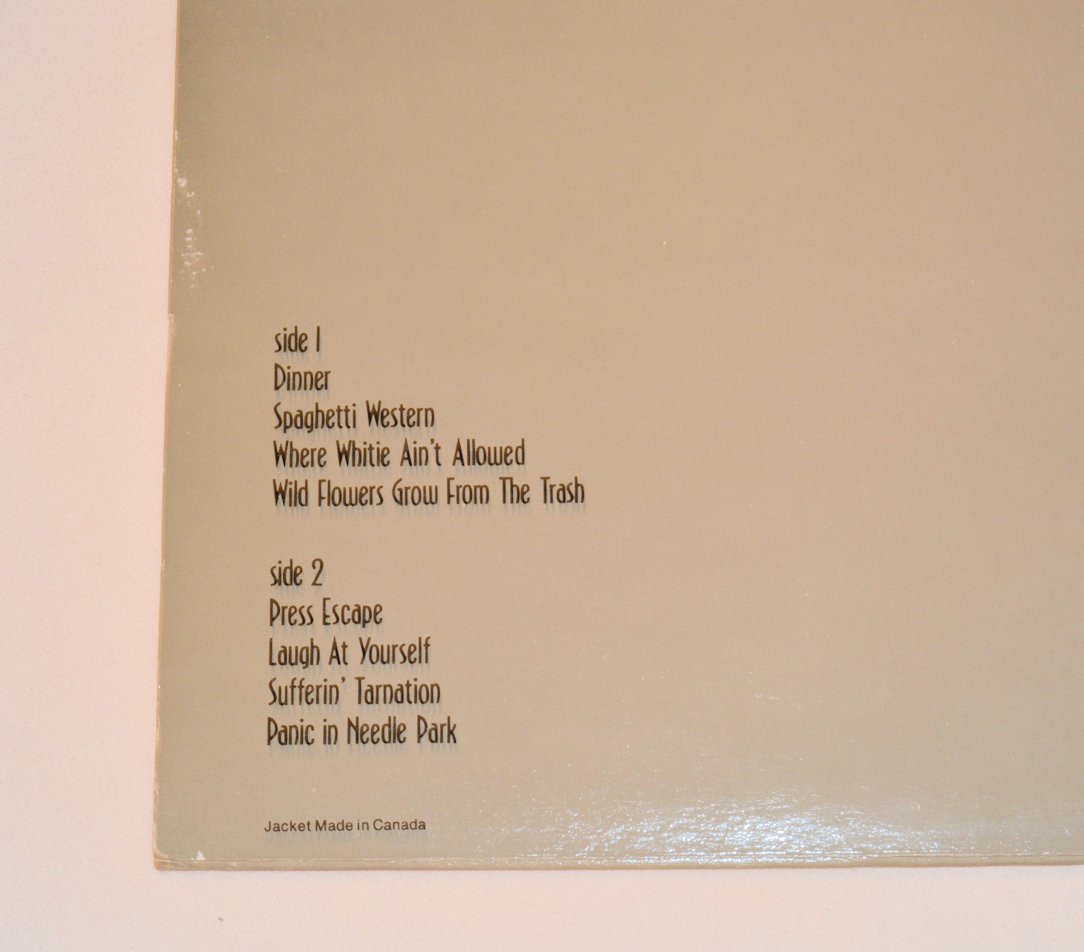 side 1
Dinner
Spaghetti Western
Where Whitie Ain't Allowed
Wild Flowers Grow From The Trash
side 2
Press Escape
Laugh At Yourself
Sufferin' Tarnation
Panic in Needle Park
Jacket Made in Canada